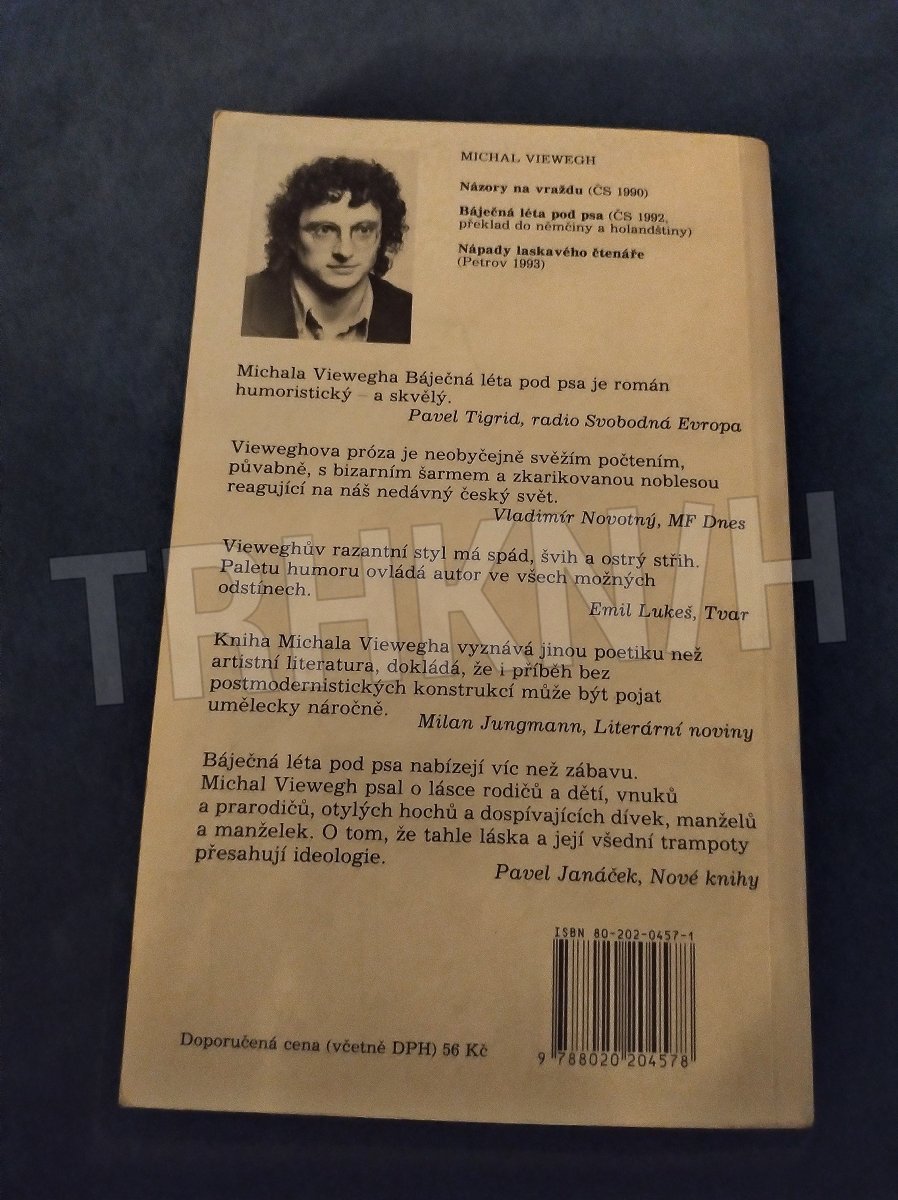 MICHAL VIEWEGH
Názory na vraždu (ČS 1990)
Báječná léta pod psa (ČS 1992,
překlad do němčiny a holandštiny)
Nápady laskavého čtenáře
(Petrov 1993)
Michala Viewegha Báječná léta pod psa je román
humoristický – a skvělý.
Pavel Tigrid, radio Svobodná Evropa
Vieweghova próza je neobyčejně svěžím počtením,
půvabně, s bizarním šarmem a zkarikovanou noblesou
reagující na náš nedávný český svět.
Vladimír Novotný, MF Dnes
Vieweghův razantní styl má spád, švih a ostrý střih.
Paletu humoru ovládá autor ve všech možných
odstínech.
Emil Lukeš, Tvar
Kniha Michala Viewegha vyznává jinou poetiku než
artistní literatura, dokládá, že i příběh bez
postmodernistických konstrukcí může být pojat
umělecky náročně.
Milan Jungmann, Literární noviny
Báječná léta pod psa nabízejí víc než zábavu.
Michal Viewegh psal o lásce rodičů a dětí, vnuků
a prarodičů, otylých hochů a dospívajících dívek, manželů
a manželek. O tom, že tahle láska a její všední trampoty
přesahují ideologie.
Pavel Janáček, Nové knihy
ISBN 80-202-0457-1
9 788020 204578
Doporučená cena (včetně DPH) 56 Kč
TRHKNIH